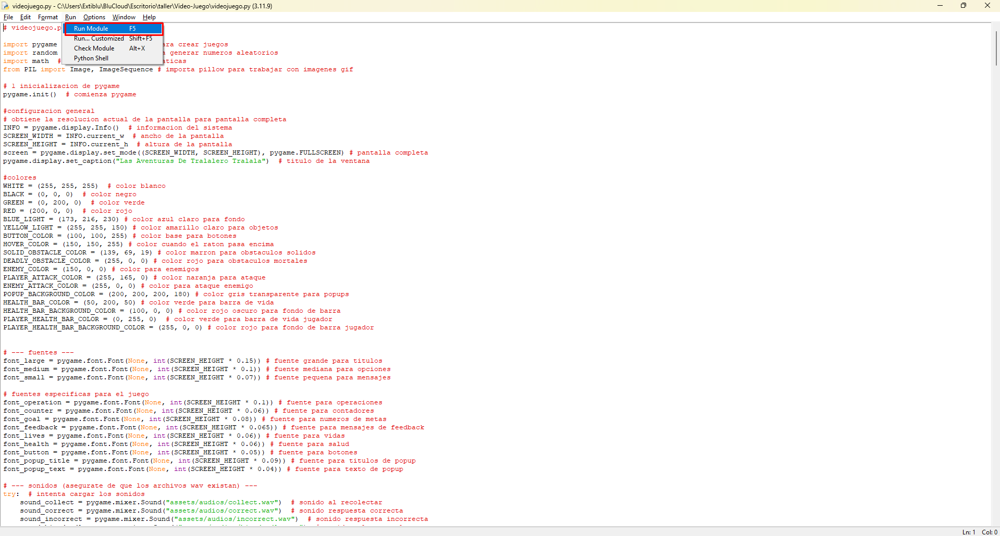 videojuego.py - C:\Users\Extiblu\BluCloud\Escritorio\taller\Video-Juego\videojuego.py (3.11.9)
File Edit Format Run Options Window Help
# videojuego.p
Run Module F5
Run... Customized Shift+F5
Check Module Alt+X
Python Shell
import pygame ara crear juegos
import random a generar numeros aleatorios
import math # aticas
from PIL import Image, ImageSequence # importa pillow para trabajar con imagenes gif
# 1 inicializacion de pygame
pygame.init()  # comienza pygame
#configuracion general
# obtiene la resolucion actual de la pantalla para pantalla completa
INFO = pygame.display.Info()  # informacion del sistema
SCREEN_WIDTH = INFO.current_w  # ancho de la pantalla
SCREEN_HEIGHT = INFO.current_h  # altura de la pantalla
screen = pygame.display.set_mode((SCREEN_WIDTH, SCREEN_HEIGHT), pygame.FULLSCREEN) # pantalla completa
pygame.display.set_caption("Las Aventuras De Tralalero Tralala")  # titulo de la ventana
#colores
WHITE = (255, 255, 255)  # color blanco
BLACK = (0, 0, 0)  # color negro
GREEN = (0, 200, 0)  # color verde
RED = (200, 0, 0)  # color rojo
BLUE_LIGHT = (173, 216, 230) # color azul claro para fondo
YELLOW_LIGHT = (255, 255, 150) # color amarillo claro para objetos
BUTTON_COLOR = (100, 100, 255) # color base para botones
HOVER_COLOR = (150, 150, 255) # color cuando el raton pasa encima
SOLID_OBSTACLE_COLOR = (139, 69, 19) # color marron para obstaculos solidos
DEADLY_OBSTACLE_COLOR = (255, 0, 0) # color rojo para obstaculos mortales
ENEMY_COLOR = (150, 0, 0) # color para enemigos
PLAYER_ATTACK_COLOR = (255, 165, 0) # color naranja para ataque
ENEMY_ATTACK_COLOR = (255, 0, 0) # color para ataque enemigo
POPUP_BACKGROUND_COLOR = (200, 200, 200, 180) # color gris transparente para popups
HEALTH_BAR_COLOR = (50, 200, 50) # color verde para barra de vida
HEALTH_BAR_BACKGROUND_COLOR = (100, 0, 0) # color rojo oscuro para fondo de barra
PLAYER_HEALTH_BAR_COLOR = (0, 255, 0)  # color verde para barra de vida jugador
PLAYER_HEALTH_BAR_BACKGROUND_COLOR = (255, 0, 0) # color rojo para fondo de barra jugador
# --- fuentes ---
font_large = pygame.font.Font(None, int(SCREEN_HEIGHT * 0.15)) # fuente grande para titulos
font_medium = pygame.font.Font(None, int(SCREEN_HEIGHT * 0.1)) # fuente mediana para opciones
font_small = pygame.font.Font(None, int(SCREEN_HEIGHT * 0.07)) # fuente pequena para mensajes
# fuentes especificas para el juego
font_operation = pygame.font.Font(None, int(SCREEN_HEIGHT * 0.1)) # fuente para operaciones
font_counter = pygame.font.Font(None, int(SCREEN_HEIGHT * 0.06)) # fuente para contadores
font_goal = pygame.font.Font(None, int(SCREEN_HEIGHT * 0.08)) # fuente para numeros de metas
font_feedback = pygame.font.Font(None, int(SCREEN_HEIGHT * 0.065)) # fuente para mensajes de feedback
font_lives = pygame.font.Font(None, int(SCREEN_HEIGHT * 0.06)) # fuente para vidas
font_health = pygame.font.Font(None, int(SCREEN_HEIGHT * 0.06)) # fuente para salud
font_button = pygame.font.Font(None, int(SCREEN_HEIGHT * 0.05)) # fuente para botones
font_popup_title = pygame.font.Font(None, int(SCREEN_HEIGHT * 0.09)) # fuente para titulos de popup
font_popup_text = pygame.font.Font(None, int(SCREEN_HEIGHT * 0.04)) # fuente para texto de popup
# --- sonidos (asegurate de que los archivos wav existan) ---
try:  # intenta cargar los sonidos
    sound_collect = pygame.mixer.Sound("assets/audios/collect.wav")  # sonido al recolectar
    sound_correct = pygame.mixer.Sound("assets/audios/correct.wav")  # sonido respuesta correcta
    sound_incorrect = pygame.mixer.Sound("assets/audios/incorrect.wav")  # sonido respuesta incorrecta
Ln: 1 Col: 0